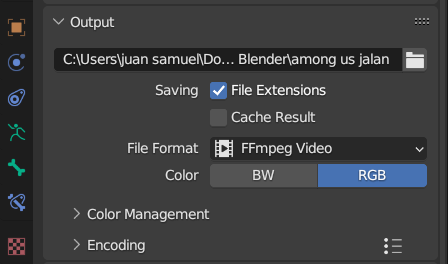 Output
C:\Users\juan samuel\Do... Blender\among us jalan
Saving File Extensions
Cache Result
File Format FFmpeg Video
Color BW RGB
Color Management
Encoding